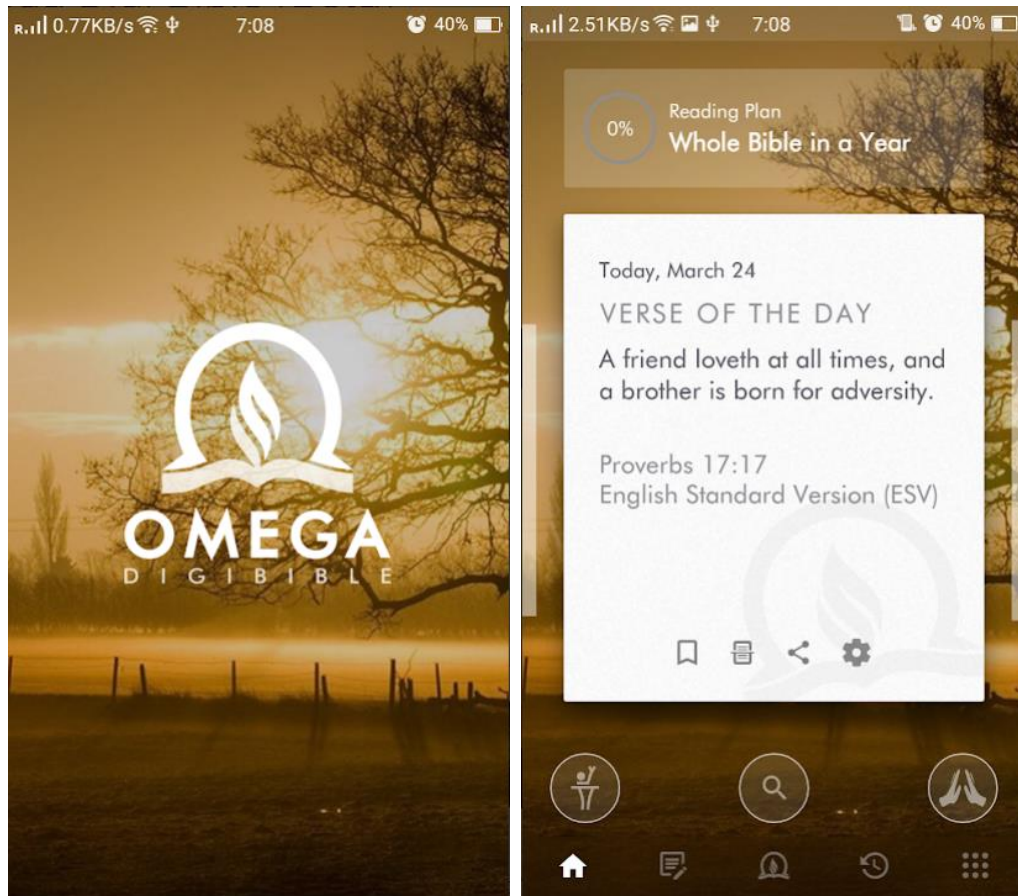 R 0.77KB/s 7:08 40%
OMEGA
DIGIBIBLE
R 2.51KB/s 7:08 40%
0%
Reading Plan
Whole Bible in a Year
Today, March 24
VERSE OF THE DAY
A friend loveth at all times, and
a brother is born for adversity.
Proverbs 17:17
English Standard Version (ESV)